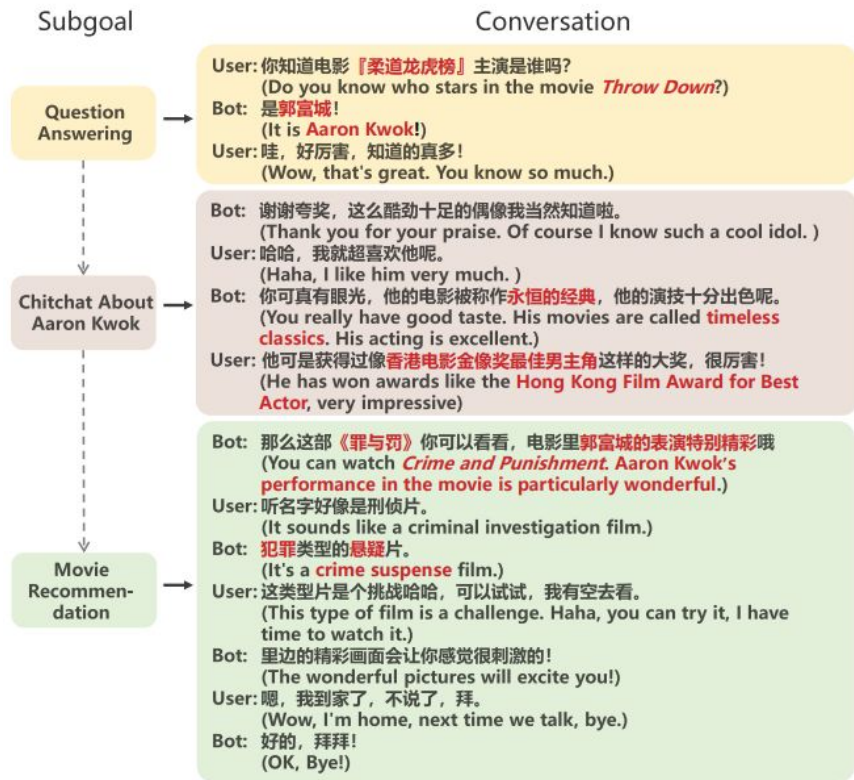 Subgoal
Conversation
Question
Answering
User: 你知道电影『柔道龙虎榜』主演是谁吗?
(Do you know who stars in the movie Throw Down?)
Bot: 是郭富城!
(It is Aaron Kwok!)
User: 哇，好厉害，知道的真多!
(Wow, that's great. You know so much.)
Chitchat About
Aaron Kwok
Bot: 谢谢夸奖，这么酷劲十足的偶像我当然知道啦。
(Thank you for your praise. Of course I know such a cool idol. )
User: 哈哈，我就超喜欢他呢。
(Haha, I like him very much. )
Bot: 你可真有眼光，他的电影被称作永恒的经典，他的演技十分出色呢。
(You really have good taste. His movies are called timeless
classics. His acting is excellent.)
User: 他可是获得过像香港电影金像奖最佳男主角这样的大奖，很厉害!
(He has won awards like the Hong Kong Film Award for Best
Actor, very impressive)
Movie
Recommen-
dation
Bot: 那么这部《罪与罚》你可以看看，电影里郭富城的表演特别精彩哦
(You can watch Crime and Punishment. Aaron Kwok's
performance in the movie is particularly wonderful.)
User: 听名字好像是刑侦片。
(It sounds like a criminal investigation film.)
Bot: 犯罪类型的悬疑片。
(It's a crime suspense film.)
User: 这类型片是个挑战哈哈，可以试试，我有空去看。
(This type of film is a challenge. Haha, you can try it, I have
time to watch it.)
Bot: 里边的精彩画面会让你感觉很刺激的!
(The wonderful pictures will excite you!)
User: 嗯，我到家了，不说了，拜。
(Wow, I'm home, next time we talk, bye.)
Bot: 好的，拜拜!
(OK, Bye!)